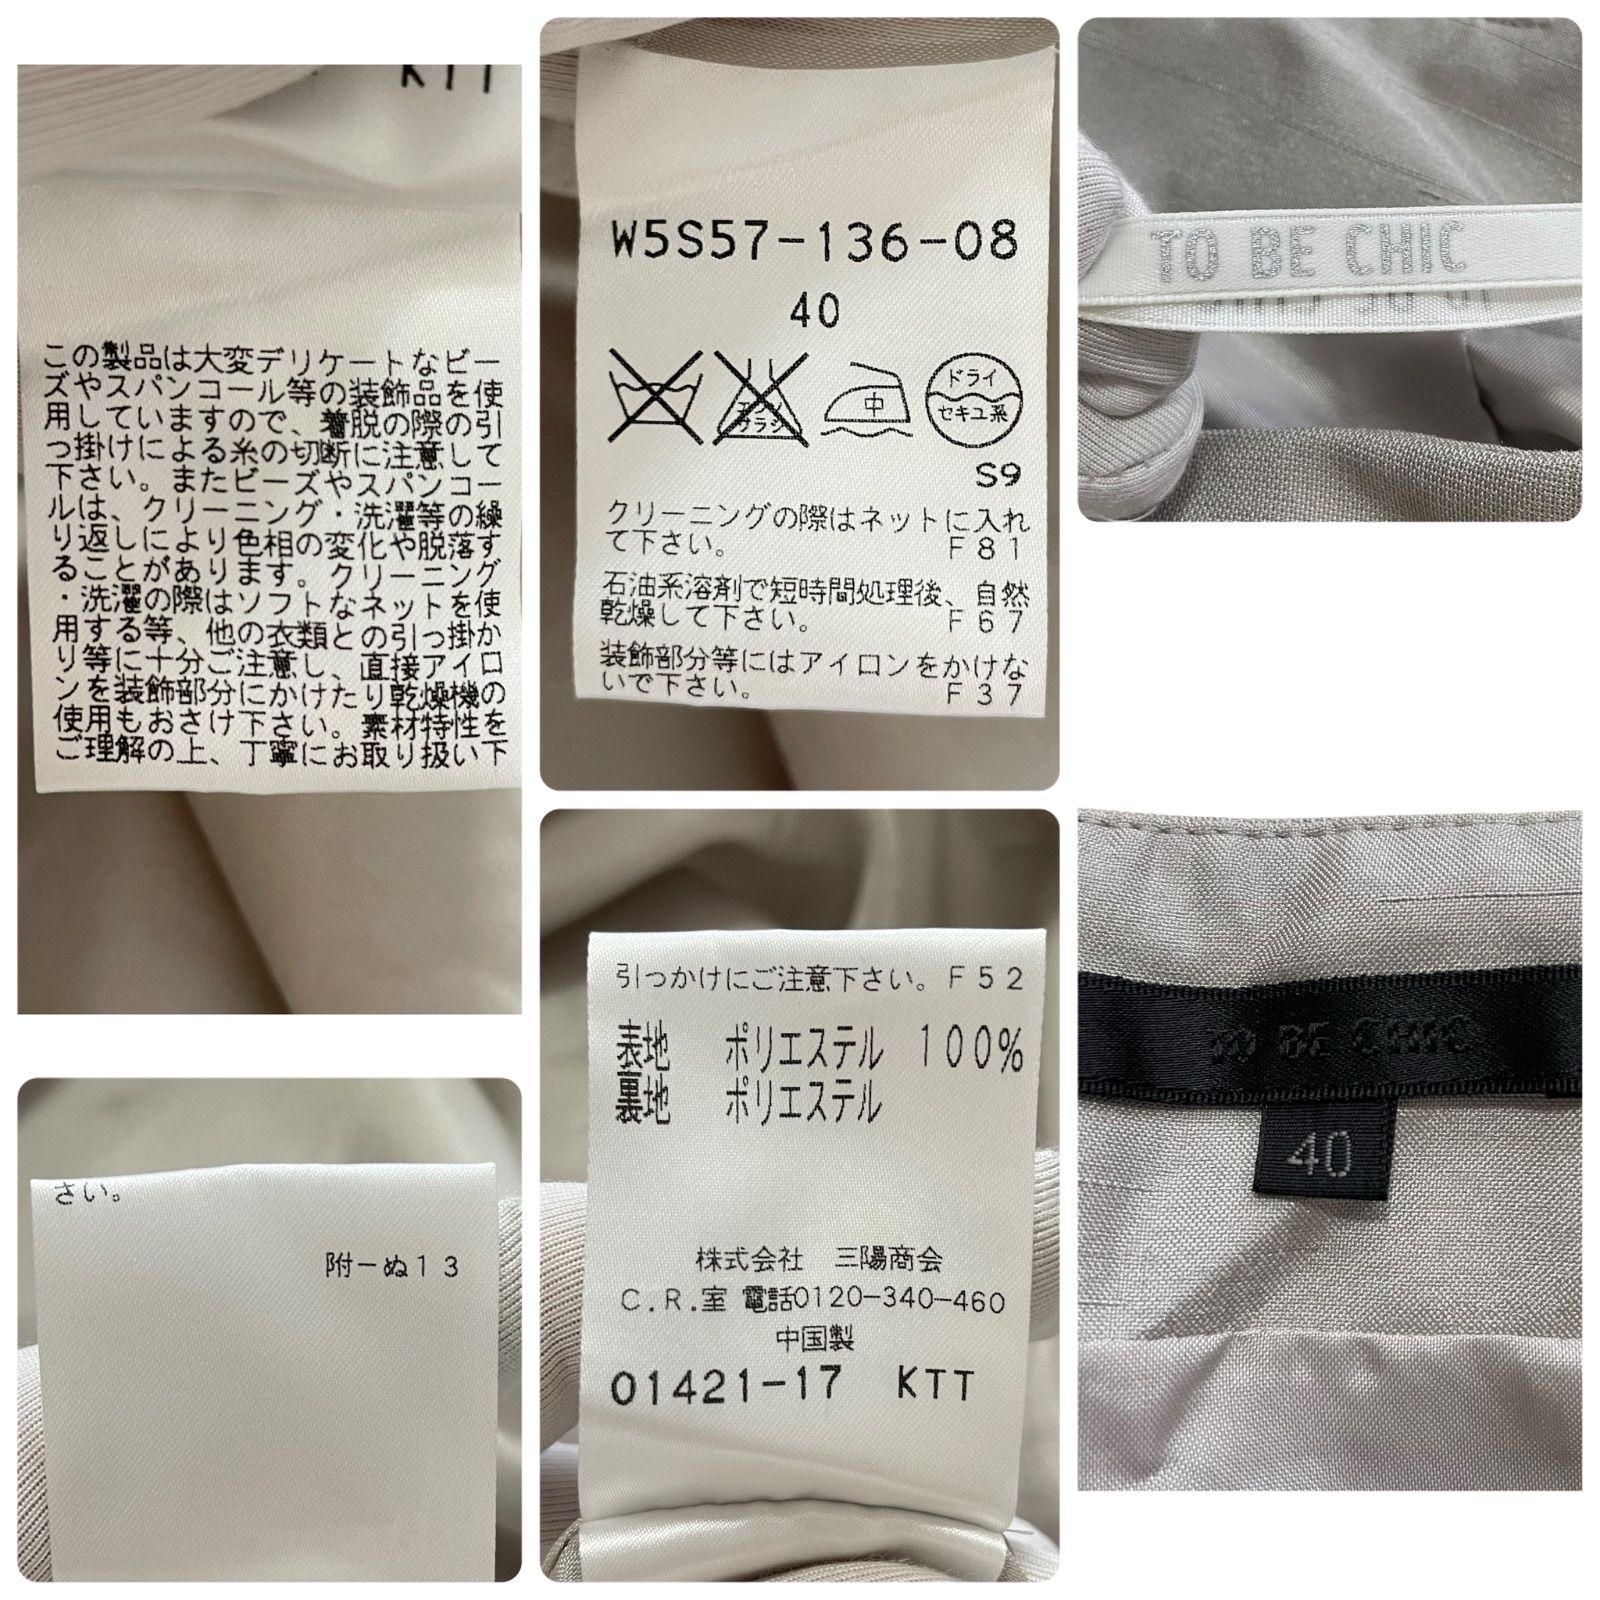 KTT
この製品は大変デリケートなビー
ズやスパンコール等の装飾品を使
用していますので、着脱の際の引
っ掛けによる糸の切断に注意して
下さい。またビーズやスパンコー
ルは、クリーニング・洗濯等の繰
り返しにより色相の変化や脱落す
ることがあります。クリーニング
・洗濯の際はソフトなネットを使
用する等、他の衣類との引っ掛か
り等に十分ご注意し、直接アイロ
ンを装飾部分にかけたり乾燥機の
使用もおさけ下さい。素材特性を
ご理解の上、丁寧にお取り扱い下
さい。
附ーぬ13
W5S57-136-08
40
エンソ
サラシ
中
ドライ
セキユ系
S9
クリーニングの際はネットに入れ
て下さい。 F81
石油系溶剤で短時間処理後、自然
乾燥して下さい。 F67
装飾部分等にはアイロンをかけな
いで下さい。 F37
引っかけにご注意下さい。F52
表地 ポリエステル 100%
裏地 ポリエステル
株式会社 三陽商会
C.R.室 電話0120-340-460
中国製
01421-17 KTT
TO BE CHIC
TO BE CHIC
40